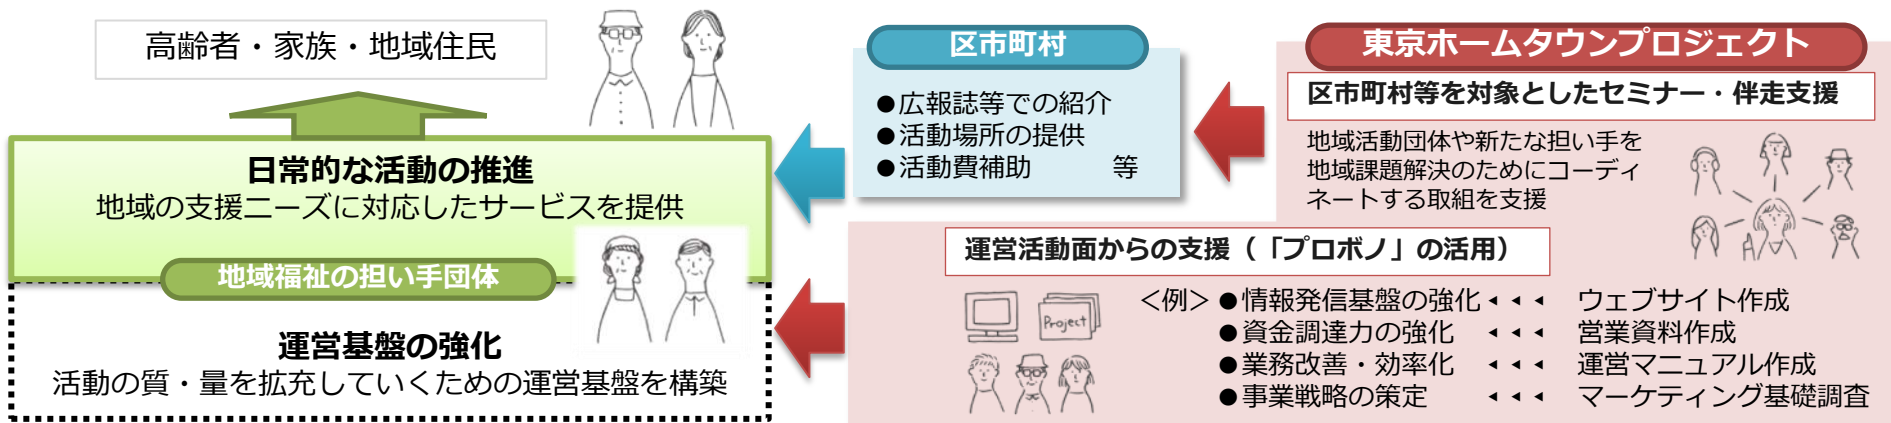 高齢者・家族・地域住民
日常的な活動の推進
地域の支援ニーズに対応したサービスを提供
地域福祉の担い手団体
運営基盤の強化
活動の質・量を拡充していくための運営基盤を構築
区市町村
●広報誌等での紹介
●活動場所の提供
●活動費補助　　等
東京ホームタウンプロジェクト
区市町村等を対象としたセミナー・伴走支援
地域活動団体や新たな担い手を
地域課題解決のためにコーディ
ネートする取組を支援
運営活動面からの支援（「プロボノ」の活用）
Project
＜例＞●情報発信基盤の強化 ◂ ◂ ◂ ウェブサイト作成
●資金調達力の強化 ◂ ◂ ◂ 営業資料作成
●業務改善・効率化 ◂ ◂ ◂ 運営マニュアル作成
●事業戦略の策定 ◂ ◂ ◂ マーケティング基礎調査